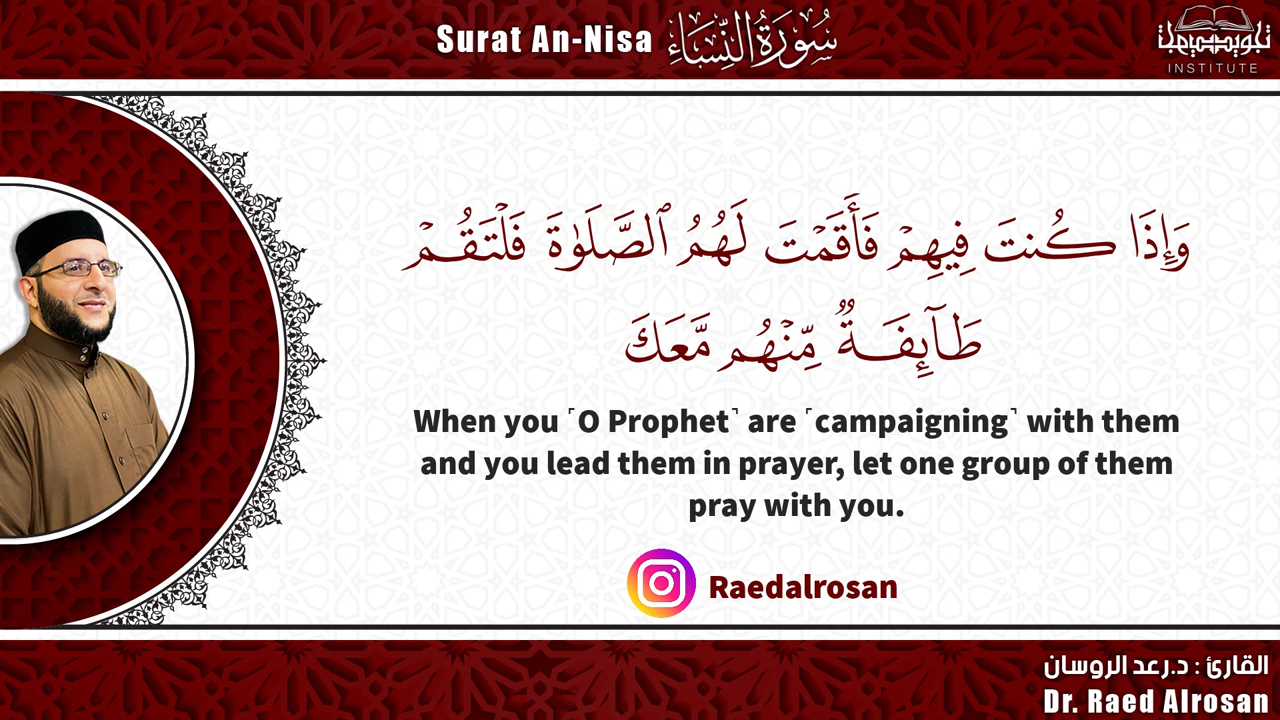 Surat An-Nisa سُورَةُ النِّسَاءِ
INSTITUTE
وَإِذَا كُنتَ فِيهِمْ فَأَقَمْتَ لَهُمُ ٱلصَّلَوٰةَ فَلْتَقُمْ
طَآئِفَةٌ مِّنْهُم مَّعَكَ
When you ˹O Prophet˺ are ˹campaigning˺ with them
and you lead them in prayer, let one group of them
pray with you.
Raedalrosan
القارئ : د.رعد الروسان
Dr. Raed Alrosan